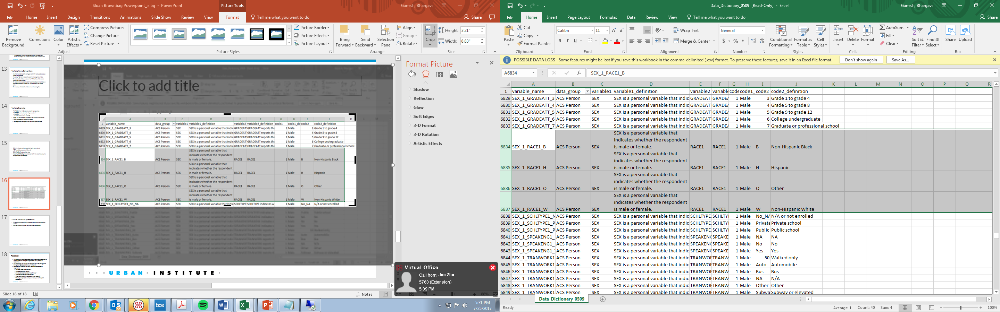 Sloan Brownbag Powerpoint_jz bg - PowerPoint
Picture Tools
Ganesh, Bhargavi
File Home Insert Design Transitions Animations Slide Show Review View Format Tell me what you want to do Share
Remove Background
Corrections
Color
Artistic Effects
Compress Pictures
Change Picture
Reset Picture
Adjust
Picture Styles
Picture Border
Picture Effects
Picture Layout
Bring Forward
Send Backward
Selection Pane
Align
Group
Rotate
Arrange
Crop
Height: 3.21"
Width: 8.83"
Size
13
Variable Name Conventions
14
Variable Examples
15
16
17
Future work and phase two
18
Feedback
Click to add title
A B C D E F G H I J K
1 variable_name data_group variable1 variable1_definition variable2 variable2_definition code1 code1_de code2 code2_definition
6829 SEX_1_GRADEATT_3 ACS Person SEX SEX is a personal variable that indic GRADEAT GRADEATT reports the 1 Male 3 Grade 1 to grade 4
6830 SEX_1_GRADEATT_4 ACS Person SEX SEX is a personal variable that indic GRADEAT GRADEATT reports the 1 Male 4 Grade 5 to grade 8
6831 SEX_1_GRADEATT_5 ACS Person SEX SEX is a personal variable that indic GRADEAT GRADEATT reports the 1 Male 5 Grade 9 to grade 12
6832 SEX_1_GRADEATT_6 ACS Person SEX SEX is a personal variable that indic GRADEAT GRADEATT reports the 1 Male 6 College undergraduate
6833 SEX_1_GRADEATT_7 ACS Person SEX SEX is a personal variable that indic GRADEAT GRADEATT reports the 1 Male 7 Graduate or professional school
SEX is a personal variable that
indicates whether the respondent
834 SEX_1_RACE1_B ACS Person SEX is male or female. RACE1 RACE1 1 Male B Non-Hispanic Black
SEX is a personal variable that
indicates whether the respondent
6835 SEX_1_RACE1_H ACS Person SEX is male or female. RACE1 RACE1 1 Male H Hispanic
SEX is a personal variable that
indicates whether the respondent
6836 SEX_1_RACE1_O ACS Person SEX is male or female. RACE1 RACE1 1 Male O Other
SEX is a personal variable that
indicates whether the respondent
837 SEX_1_RACE1_W ACS Person SEX is male or female. RACE1 RACE1 1 Male W Non-Hispanic White
838 SEX_1_SCHLTYPE1_No_NA ACS Person SEX SEX is a personal variable that indic SCHLTYPE SCHLTYPE indicates w 1 Male No_NA N/A or not enrolled
URBAN INSTITUTE
Format Picture
Shadow
Reflection
Glow
Soft Edges
3-D Format
3-D Rotation
Artistic Effects
Virtual Office
Call from: Jun Zhu
5760 (Extension)
5:09 PM
Slide 16 of 18
Notes
88%
5:31 PM
7/25/2017
Data_Dictionary_0509 [Read-Only] - Excel
Ganesh, Bhargavi
File Home Insert Page Layout Formulas Data Review View Tell me what you want to do Share
Paste
Cut
Copy
Format Painter
Clipboard
Calibri 11
B I U
Font
Wrap Text
Merge & Center
Alignment
General
$ % ,
Number
Conditional Formatting
Format as Table
Cell Styles
Styles
Insert Delete Format
Cells
AutoSum
Fill
Clear
Sort & Filter
Find & Select
Editing
Share Upload
Box
POSSIBLE DATA LOSS Some features might be lost if you save this workbook in the comma-delimited (.csv) format. To preserve these features, save it in an Excel file format. Don't show again Save As...
A6834 fx SEX_1_RACE1_B
A B C D E F G H I J K L M N O P Q R
1 variable_name data_group variable1 variable1_definition variable2 variable code code1_ code2 code2_definition
6829 SEX_1_GRADEATT_3 ACS Person SEX SEX is a personal variable that indic GRADEATT GRADEA 1 Male 3 Grade 1 to grade 4
6830 SEX_1_GRADEATT_4 ACS Person SEX SEX is a personal variable that indic GRADEATT GRADEA 1 Male 4 Grade 5 to grade 8
6831 SEX_1_GRADEATT_5 ACS Person SEX SEX is a personal variable that indic GRADEATT GRADEA 1 Male 5 Grade 9 to grade 12
6832 SEX_1_GRADEATT_6 ACS Person SEX SEX is a personal variable that indic GRADEATT GRADEA 1 Male 6 College undergraduate
6833 SEX_1_GRADEATT_7 ACS Person SEX SEX is a personal variable that indic GRADEATT GRADEA 1 Male 7 Graduate or professional school
SEX is a personal variable that
indicates whether the respondent
6834 SEX_1_RACE1_B ACS Person SEX is male or female. RACE1 RACE1 1 Male B Non-Hispanic Black
SEX is a personal variable that
indicates whether the respondent
6835 SEX_1_RACE1_H ACS Person SEX is male or female. RACE1 RACE1 1 Male H Hispanic
SEX is a personal variable that
indicates whether the respondent
6836 SEX_1_RACE1_O ACS Person SEX is male or female. RACE1 RACE1 1 Male O Other
SEX is a personal variable that
indicates whether the respondent
6837 SEX_1_RACE1_W ACS Person SEX is male or female. RACE1 RACE1 1 Male W Non-Hispanic White
6838 SEX_1_SCHLTYPE1_N ACS Person SEX SEX is a personal variable that indic SCHLTYPE SCHLTYI 1 Male No_NA N/A or not enrolled
6839 SEX_1_SCHLTYPE1_P ACS Person SEX SEX is a personal variable that indic SCHLTYPE SCHLTYI 1 Male Private Private school
6840 SEX_1_SCHLTYPE1_P ACS Person SEX SEX is a personal variable that indic SCHLTYPE SCHLTYI 1 Male Public Public school
6841 SEX_1_SPEAKENG1_ ACS Person SEX SEX is a personal variable that indic SPEAKENG SPEAKE 1 Male NA NA
6842 SEX_1_SPEAKENG1_ ACS Person SEX SEX is a personal variable that indic SPEAKENG SPEAKE 1 Male No No
6843 SEX_1_SPEAKENG1_ ACS Person SEX SEX is a personal variable that indic SPEAKENG SPEAKE 1 Male Yes Yes
6844 SEX_1_TRANWORK1 ACS Person SEX SEX is a personal variable that indic TRANWOF TRANW 1 Male 50 Walked only
6845 SEX_1_TRANWORK1 ACS Person SEX SEX is a personal variable that indic TRANWOF TRANW 1 Male Auto Automobile
6846 SEX_1_TRANWORK1 ACS Person SEX SEX is a personal variable that indic TRANWOF TRANW 1 Male Bus Bus
6847 SEX_1_TRANWORK1 ACS Person SEX SEX is a personal variable that indic TRANWOF TRANW 1 Male NA N/A
6848 SEX_1_TRANWORK1 ACS Person SEX SEX is a personal variable that indic TRANWOF TRANW 1 Male Other Other
6849 SEX_1_TRANWORK1 ACS Person SEX SEX is a personal variable that indic TRANWOF TRANW 1 Male Subwa Subway or elevated
Data_Dictionary_0509
Ready
Average: 1 Count: 40 Sum: 4
100%